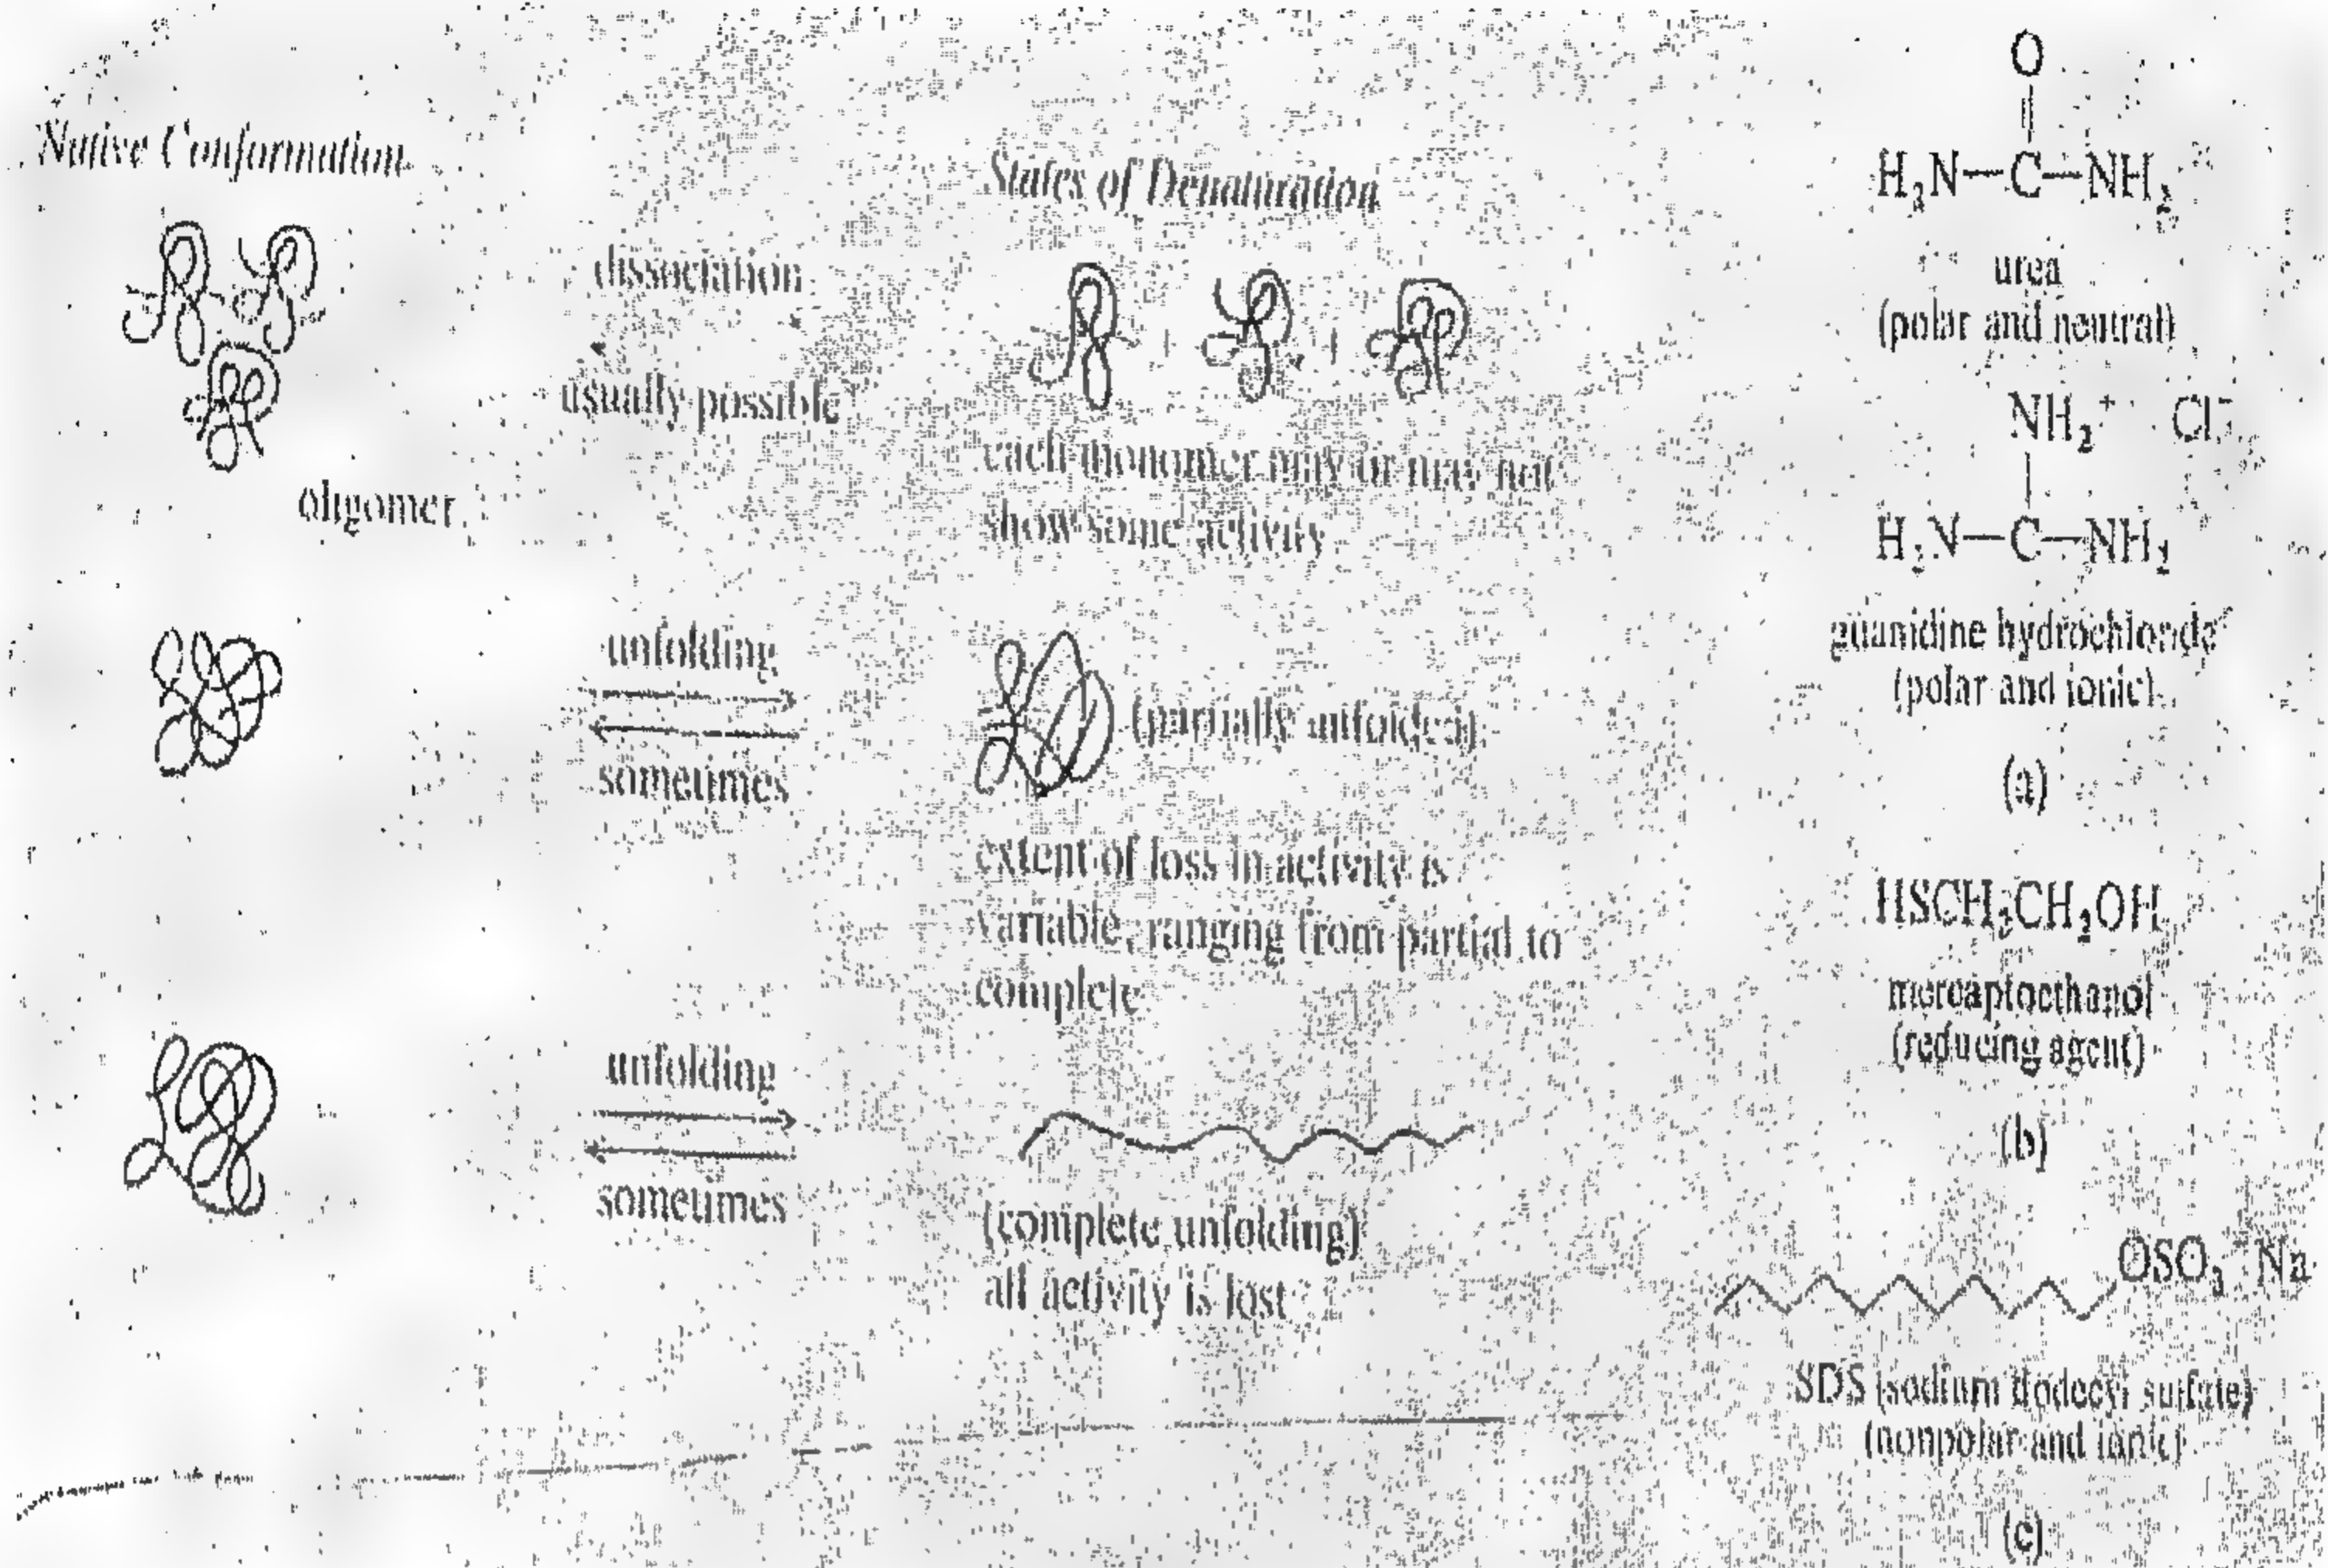 Native Conformation
States of Denaturation
dissociation
usually possible
oligomer
each monomer may or may not
show some activity
unfolding
sometimes
(partially unfolded)
extent of loss in activity is
variable, ranging from partial to
complete
unfolding
sometimes
(complete unfolding)
all activity is lost
O
H₂N—C—NH₂
urea
(polar and neutral)
NH₂⁺ Cl⁻
H₂N—C—NH₂
guanidine hydrochloride
(polar and ionic)
(a)
HSCH₂CH₂OH
mercaptoethanol
(reducing agent)
(b)
OSO₃⁻ Na
SDS (sodium dodecyl sulfate)
(nonpolar and ionic)
(c)